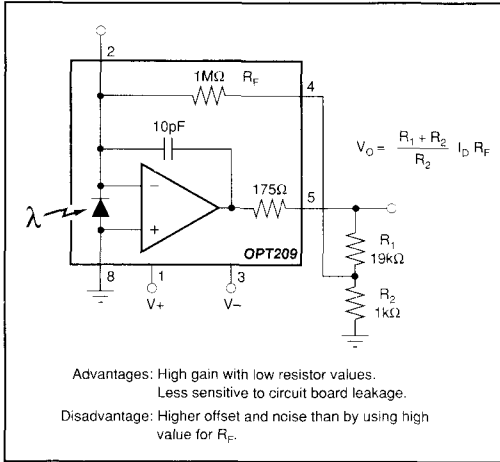 2
1MΩ R_F
4
10pF
V_O = (R_1 + R_2) / R_2 I_D R_F
−
175Ω
5
λ
+
R_1
19kΩ
OPT209
8
1
3
V+
V−
R_2
1kΩ
Advantages: High gain with low resistor values.
Less sensitive to circuit board leakage.
Disadvantage: Higher offset and noise than by using high
value for R_F.